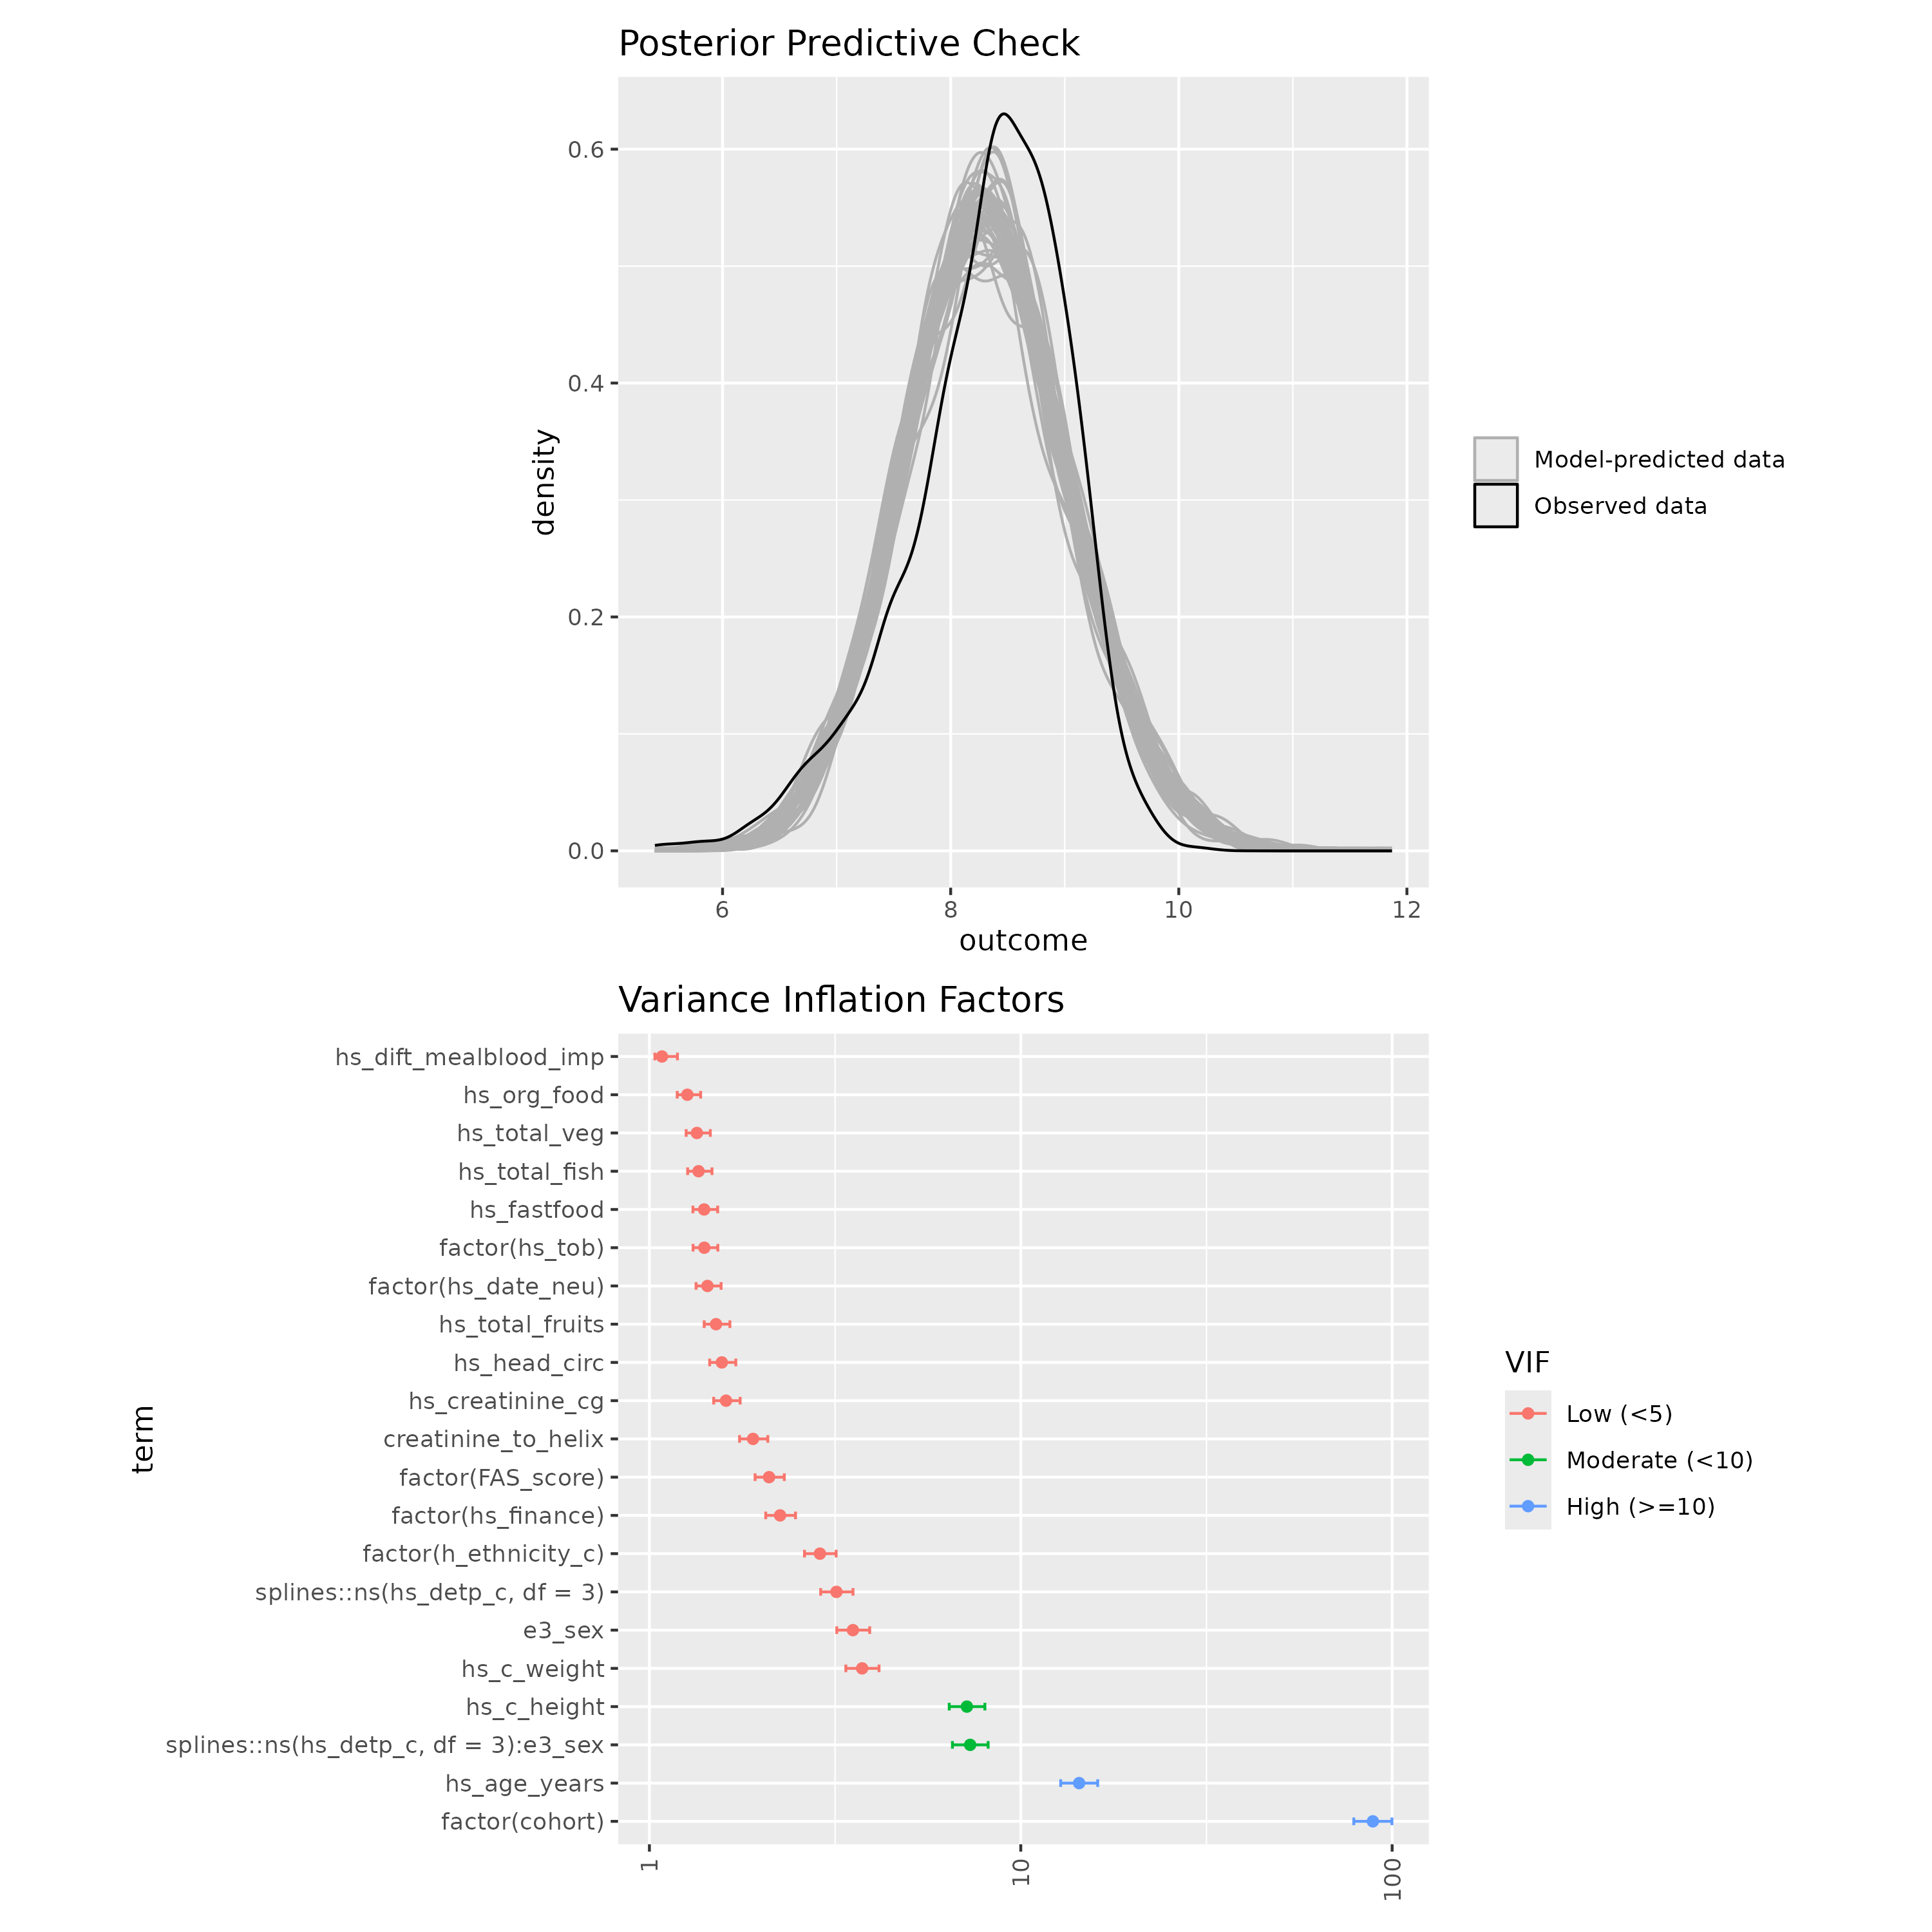 Posterior Predictive Check
0.6
0.4
0.2
0.0
density
6
8
10
12
outcome
Model-predicted data
Observed data
Variance Inflation Factors
hs_dift_mealblood_imp
hs_org_food
hs_total_veg
hs_total_fish
hs_fastfood
factor(hs_tob)
factor(hs_date_neu)
hs_total_fruits
hs_head_circ
hs_creatinine_cg
creatinine_to_helix
factor(FAS_score)
factor(hs_finance)
factor(h_ethnicity_c)
splines::ns(hs_detp_c, df = 3)
e3_sex
hs_c_weight
hs_c_height
splines::ns(hs_detp_c, df = 3):e3_sex
hs_age_years
factor(cohort)
term
1
10
100
VIF
Low (<5)
Moderate (<10)
High (>=10)